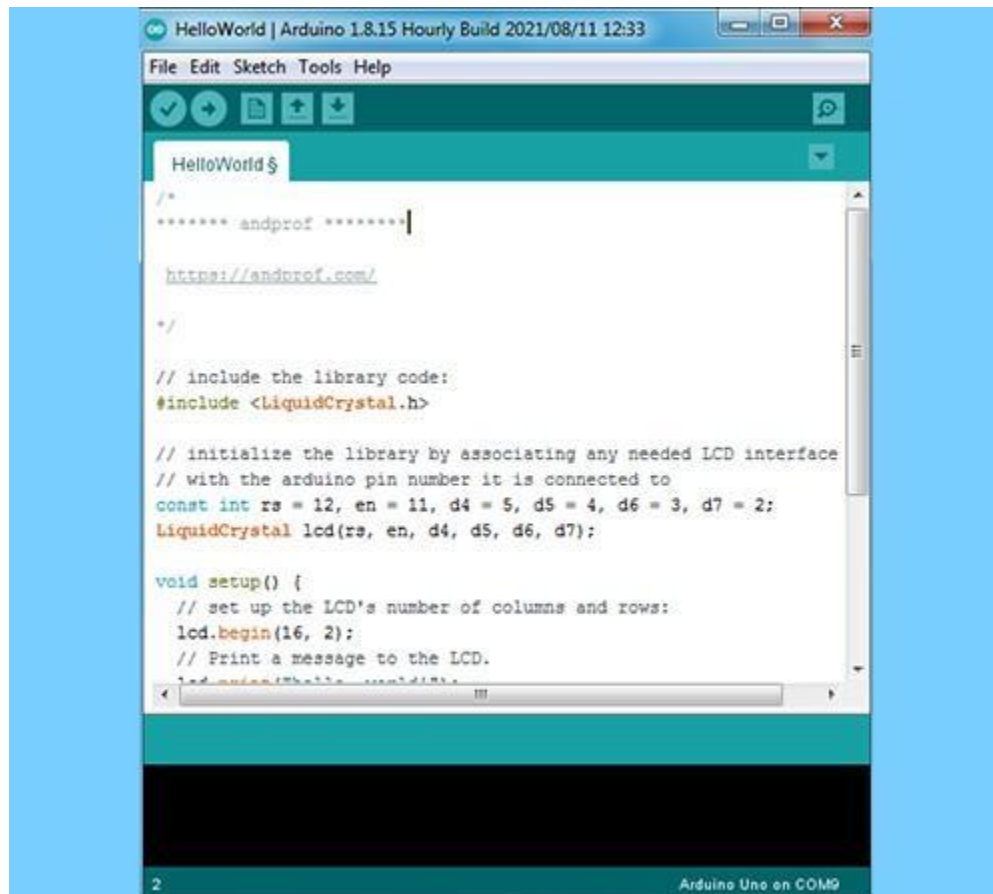 HelloWorld | Arduino 1.8.15 Hourly Build 2021/08/11 12:33
File Edit Sketch Tools Help
HelloWorld §
/*
******* andprof ********
https://andprof.com/
*/
// include the library code:
#include <LiquidCrystal.h>
// initialize the library by associating any needed LCD interface
// with the arduino pin number it is connected to
const int rs = 12, en = 11, d4 = 5, d5 = 4, d6 = 3, d7 = 2;
LiquidCrystal lcd(rs, en, d4, d5, d6, d7);
void setup() {
// set up the LCD's number of columns and rows:
lcd.begin(16, 2);
// Print a message to the LCD.
2 Arduino Uno on COM9